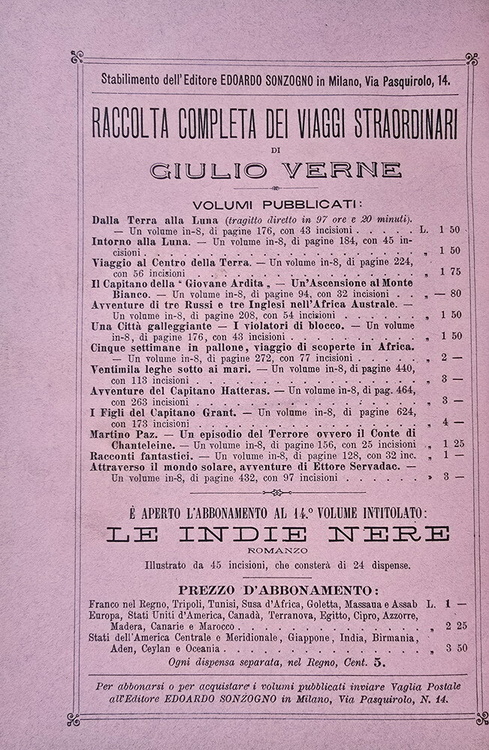 Stabilimento dell'Editore EDOARDO SONZOGNO in Milano, Via Pasquirolo, 14.
RACCOLTA COMPLETA DEI VIAGGI STRAORDINARI
DI
GIULIO VERNE
VOLUMI PUBBLICATI:
Dalla Terra alla Luna (tragitto diretto in 97 ore e 20 minuti).
— Un volume in-8, di pagine 176, con 43 incisioni . . . . . L. 1 50
Intorno alla Luna. — Un volume in-8, di pagine 184, con 45 in-
cisioni . . . . . . . . . . . . . . . . . . . . „ 1 50
Viaggio al Centro della Terra. — Un volume in-8, di pagine 224,
con 56 incisioni . . . . . . . . . . . . . . . . „ 1 75
Il Capitano della " Giovane Ardita „ — Un'Ascensione al Monte
Bianco. — Un volume in-8, di pagine 94, con 32 incisioni . . „ — 80
Avventure di tre Russi e tre Inglesi nell'Africa Australe. —
Un volume in-8, di pagine 208, con 54 incisioni . . . . . . „ 1 50
Una Città galleggiante — I violatori di blocco. — Un volume
in-8, di pagine 176, con 43 incisioni . . . . . . . . . . „ 1 50
Cinque settimane in pallone, viaggio di scoperte in Africa.
— Un volume in-8, di pagine 272, con 77 incisioni . . . . . „ 2 —
Ventimila leghe sotto ai mari. — Un volume in-8, di pagine 440,
con 113 incisioni . . . . . . . . . . . . . . . . „ 3 —
Avventure del Capitano Hatteras. — Un volume in-8, di pag. 464,
con 263 incisioni . . . . . . . . . . . . . . . . „ 3 —
I Figli del Capitano Grant. — Un volume in-8, di pagine 624,
con 173 incisioni . . . . . . . . . . . . . . . . „ 4 —
Martino Paz. — Un episodio del Terrore ovvero il Conte di
Chanteleine. — Un volume in-8, di pagine 156, con 25 incisioni „ 1 25
Racconti fantastici. — Un volume in-8, di pagine 128, con 32 inc. „ 1 —
Attraverso il mondo solare, avventure di Ettore Servadac. —
Un volume in-8, di pagine 432, con 97 incisioni . . . . . . » 3 —
È APERTO L'ABBONAMENTO AL 14.° VOLUME INTITOLATO:
LE INDIE NERE
ROMANZO
Illustrato da 45 incisioni, che consterà di 24 dispense.
PREZZO D'ABBONAMENTO:
Franco nel Regno, Tripoli, Tunisi, Susa d'Africa, Goletta, Massaua e Assab L. 1 —
Europa, Stati Uniti d'America, Canadà, Terranova, Egitto, Cipro, Azzorre,
Madera, Canarie e Marocco . . . . . . . . . . . . . „ 2 25
Stati dell'America Centrale e Meridionale, Giappone, India, Birmania,
Aden, Ceylan e Oceania . . . . . . . . . . . . . . „ 3 50
Ogni dispensa separata, nel Regno, Cent. 5.
Per abbonarsi o per acquistare i volumi pubblicati inviare Vaglia Postale
all'Editore EDOARDO SONZOGNO in Milano, Via Pasquirolo, N. 14.